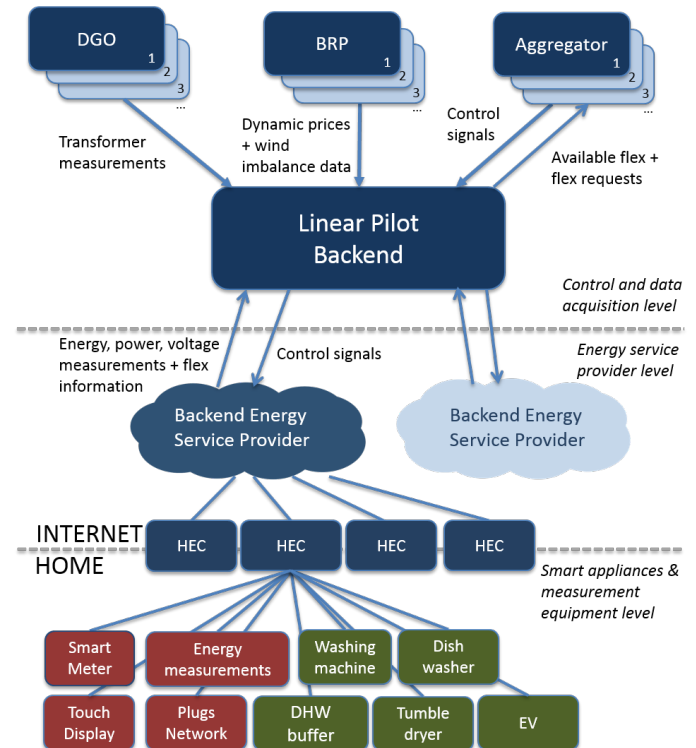 DGO
1
2
3
...
BRP
1
2
3
...
Aggregator
1
2
3
...
Transformer
measurements
Dynamic prices
+ wind
imbalance data
Control
signals
Available flex +
flex requests
Linear Pilot
Backend
Control and data
acquisition level
Energy, power, voltage
measurements + flex
information
Control signals
Energy service
provider level
Backend Energy
Service Provider
Backend Energy
Service Provider
INTERNET
HOME
HEC
HEC
HEC
HEC
Smart appliances &
measurement
equipment level
Smart
Meter
Energy
measurements
Washing
machine
Dish
washer
Touch
Display
Plugs
Network
DHW
buffer
Tumble
dryer
EV